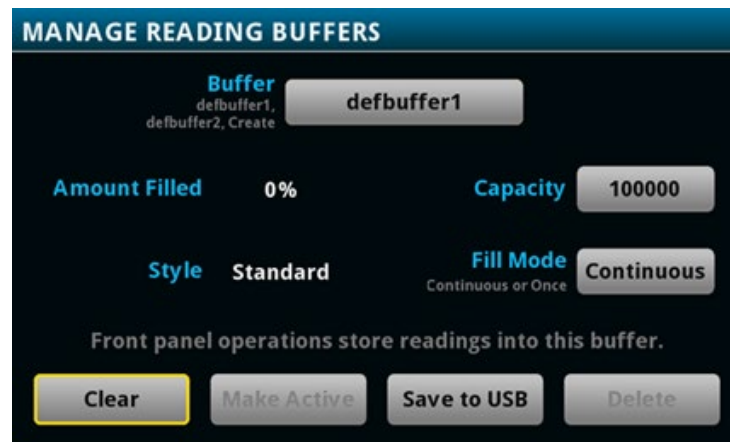 MANAGE READING BUFFERS
Buffer
defbuffer1,
defbuffer2, Create
defbuffer1
Amount Filled 0% Capacity 100000
Style Standard Fill Mode
Continuous or Once
Continuous
Front panel operations store readings into this buffer.
Clear Make Active Save to USB Delete